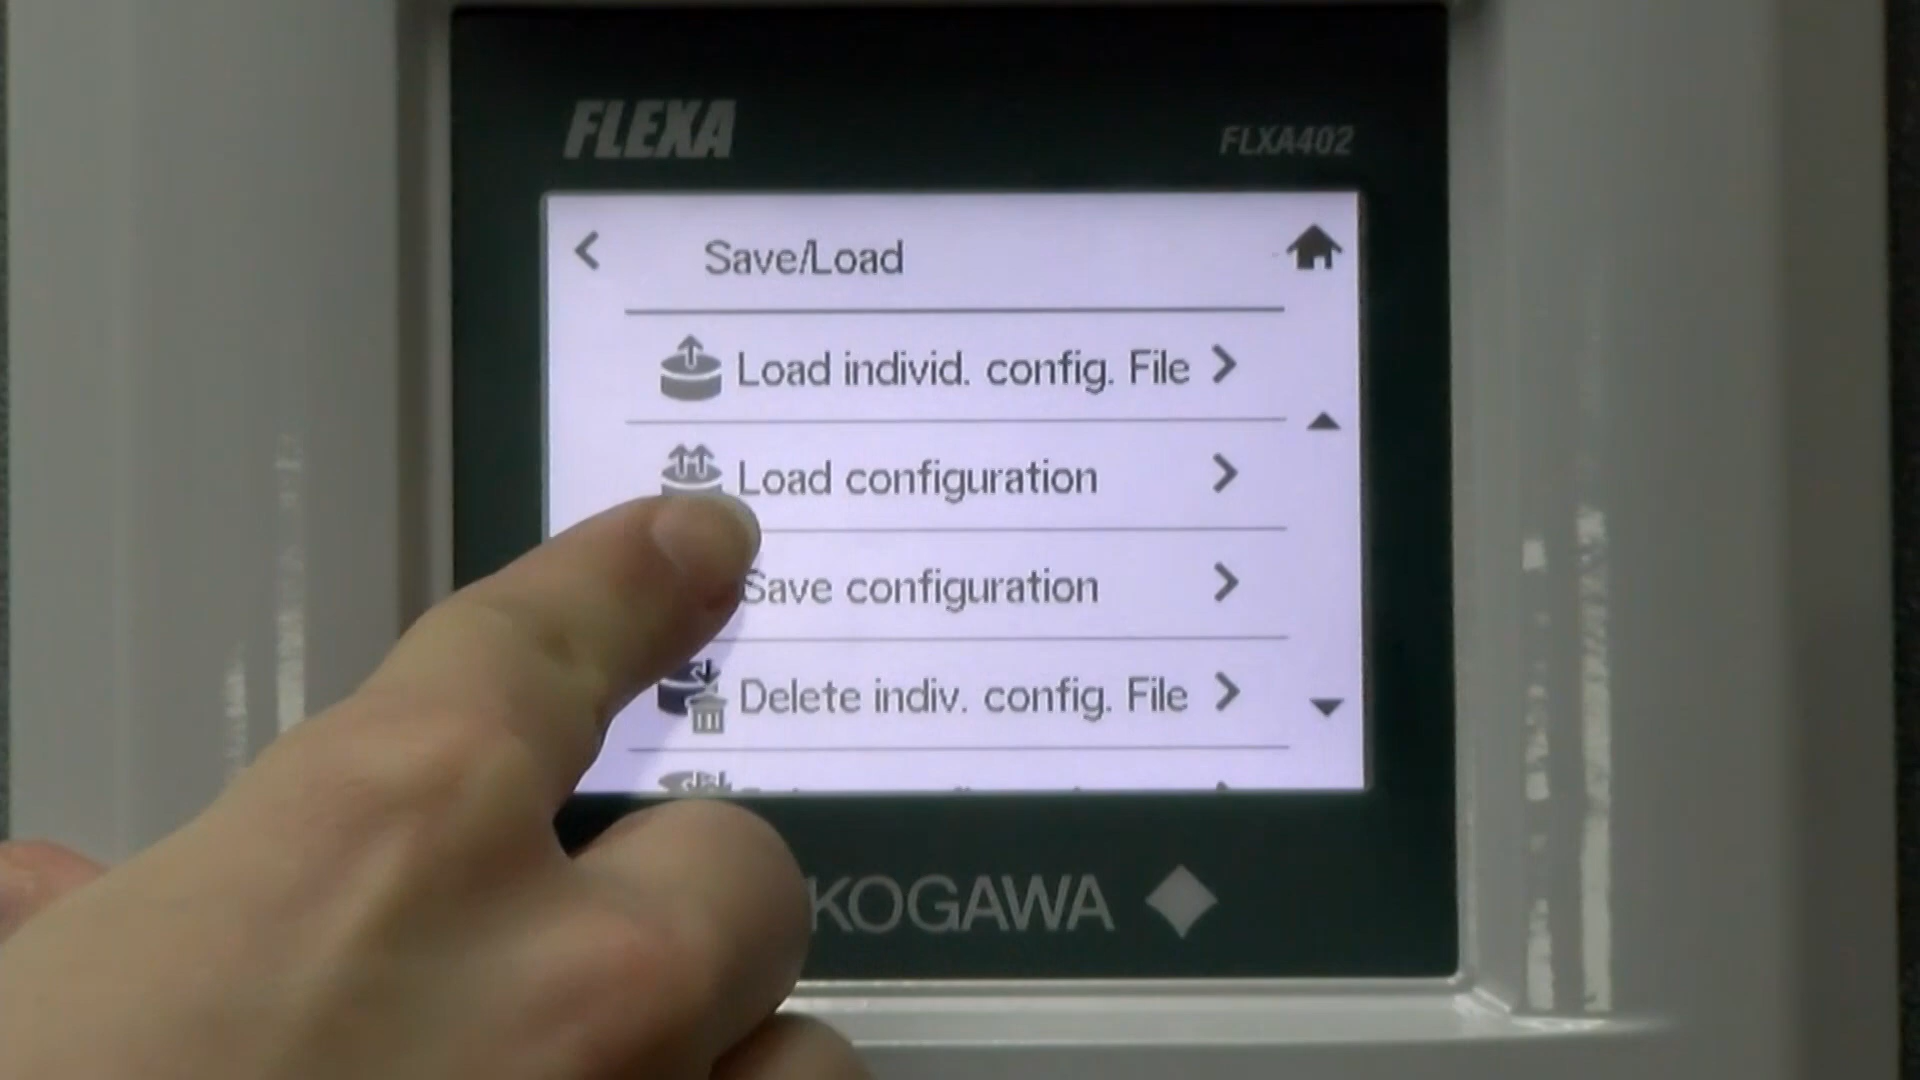 FLEXA
FLXA402
Save/Load
Load individ. config. File
Load configuration
Save configuration
Delete indiv. config. File
KOGAWA